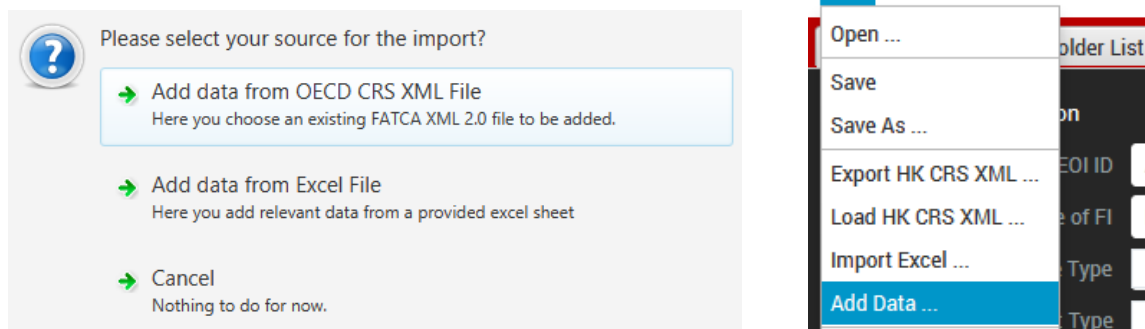 Please select your source for the import?
Add data from OECD CRS XML File
Here you choose an existing FATCA XML 2.0 file to be added.
Add data from Excel File
Here you add relevant data from a provided excel sheet
Cancel
Nothing to do for now.
Open ...
older List
Save
on
Save As ...
EOI ID
Export HK CRS XML ...
e of FI
Load HK CRS XML ...
Import Excel ...
Type
Add Data ...
Type